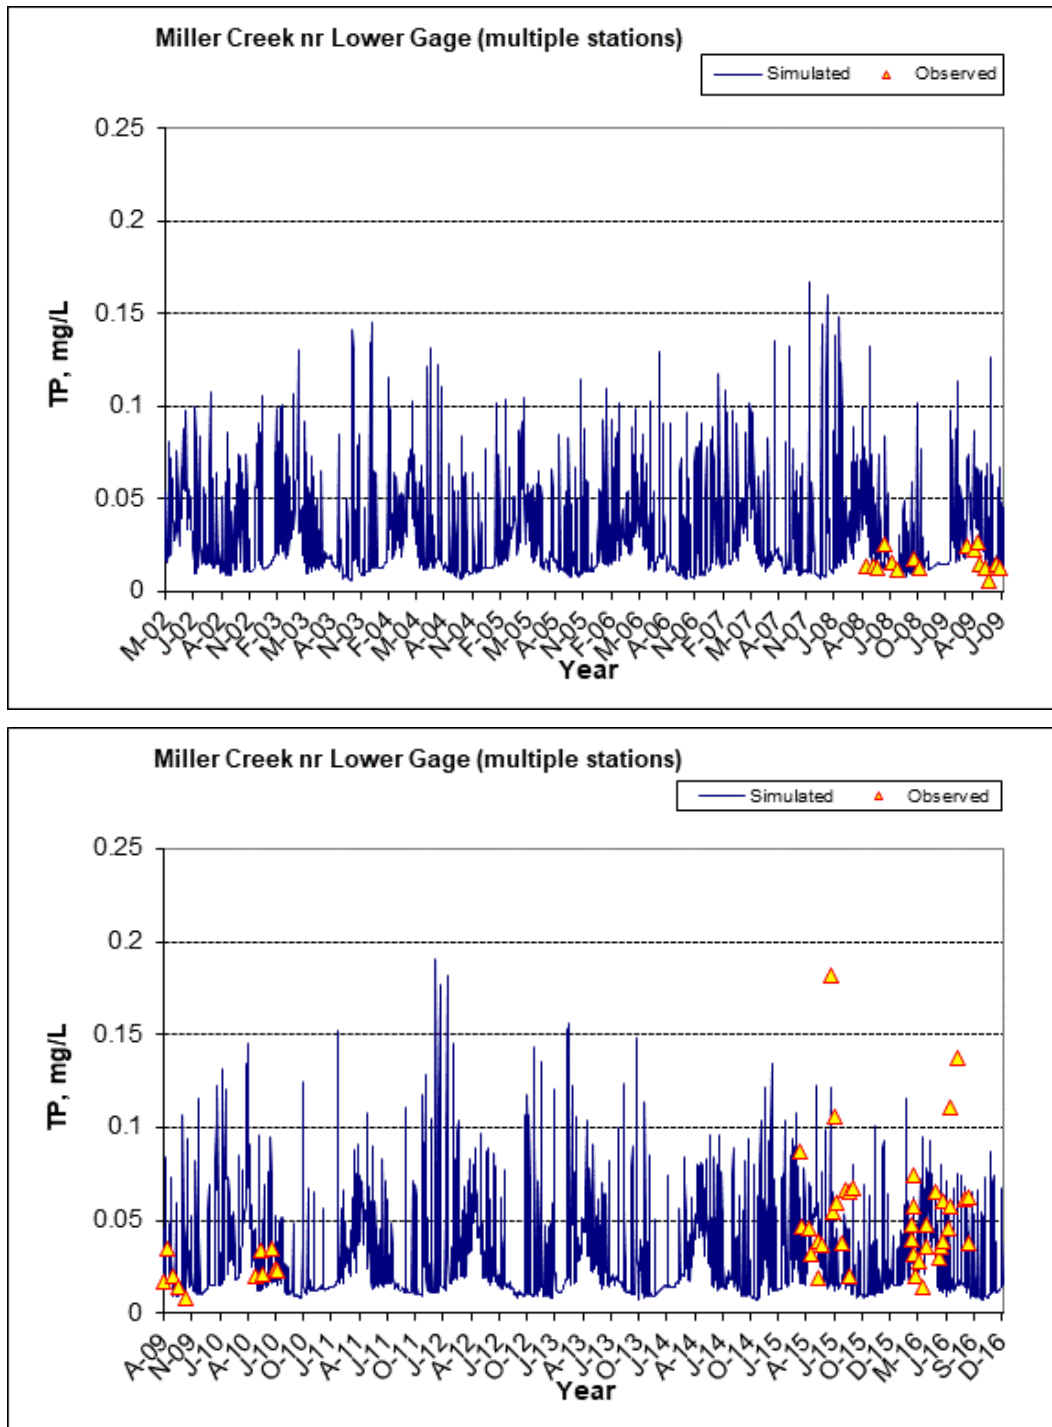 Miller Creek nr Lower Gage (multiple stations)
Simulated Observed
0.25
0.2
0.15
0.1
0.05
0
TP, mg/L
M-02 J-02 A-02 N-02 F-03 M-03 A-03 N-03 F-04 M-04 A-04 N-04 F-05 M-05 A-05 N-05 F-06 M-06 A-06 N-06 F-07 M-07 A-07 N-07 J-08 A-08 J-08 O-08 J-09 A-09 J-09
Year
Miller Creek nr Lower Gage (multiple stations)
Simulated Observed
0.25
0.2
0.15
0.1
0.05
0
TP, mg/L
A-09 N-09 J-10 A-10 J-10 O-10 J-11 A-11 J-11 O-11 J-12 A-12 J-12 O-12 J-13 A-13 J-13 O-13 J-14 A-14 J-14 O-14 J-15 A-15 J-15 O-15 D-15 M-16 J-16 S-16 D-16
Year